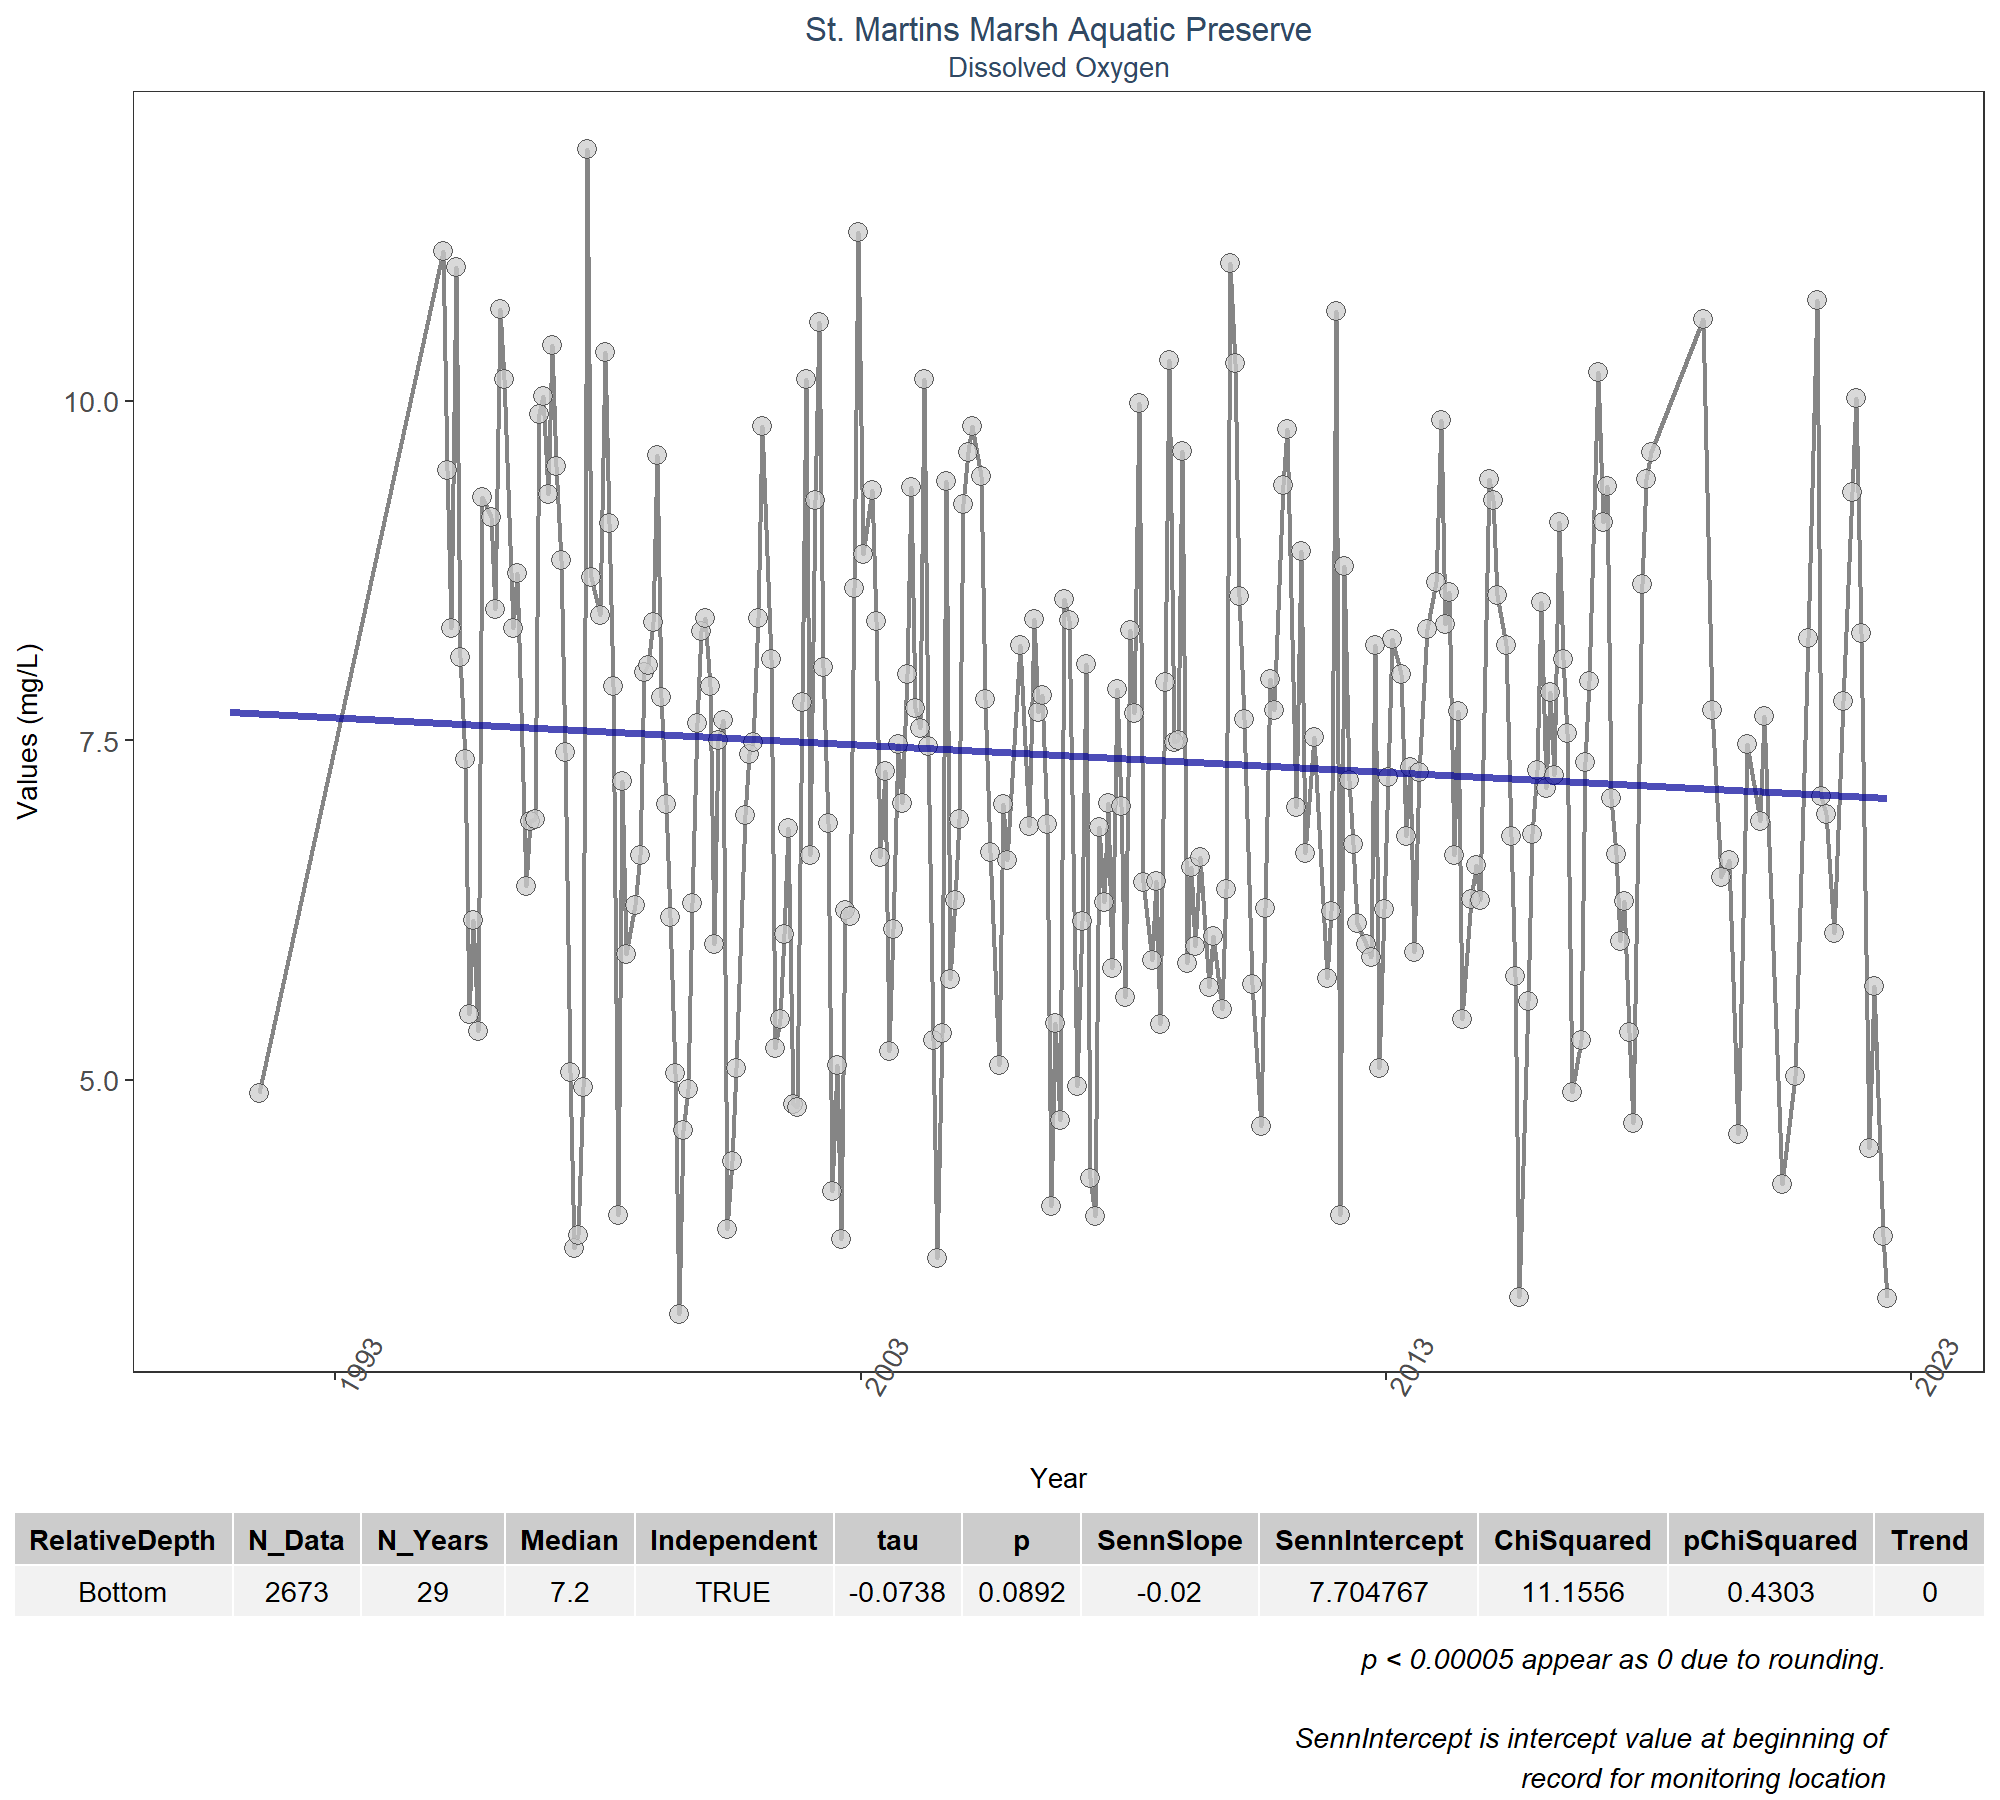 St. Martins Marsh Aquatic Preserve
Dissolved Oxygen
Values (mg/L)
10.0
7.5
5.0
1993 2003 2013 2023
Year
RelativeDepth N_Data N_Years Median Independent tau p SennSlope SennIntercept ChiSquared pChiSquared Trend
Bottom 2673 29 7.2 TRUE -0.0738 0.0892 -0.02 7.704767 11.1556 0.4303 0
p < 0.00005 appear as 0 due to rounding.
SennIntercept is intercept value at beginning of
record for monitoring location